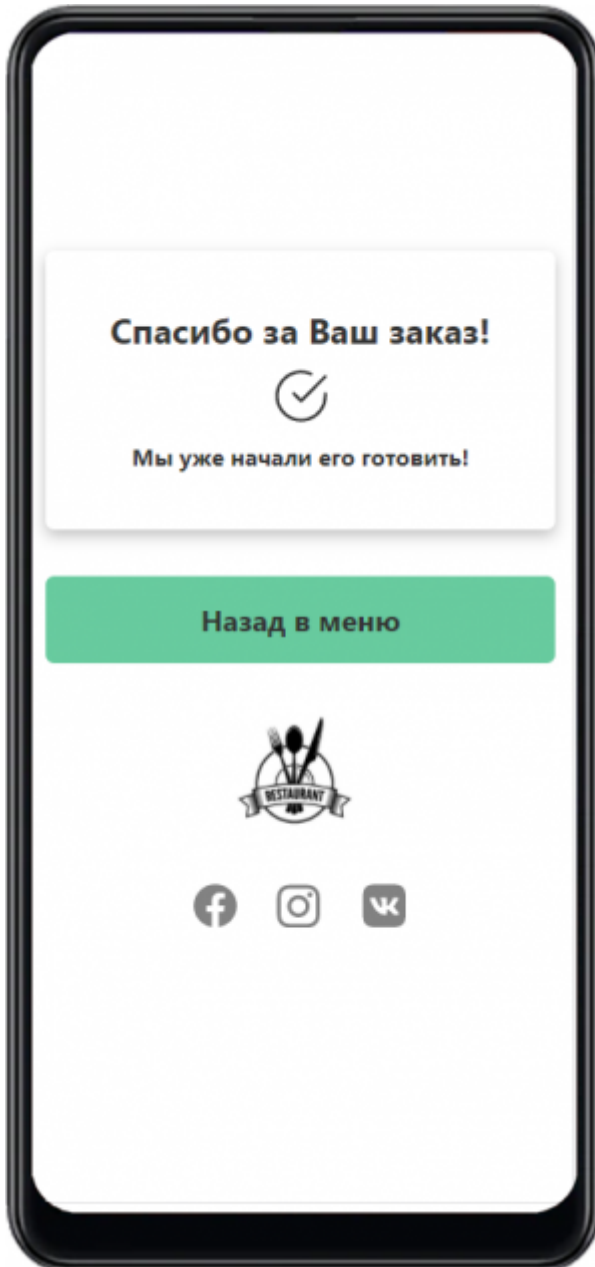 Спасибо за Ваш заказ!
Мы уже начали его готовить!
Назад в меню
RESTAURANT